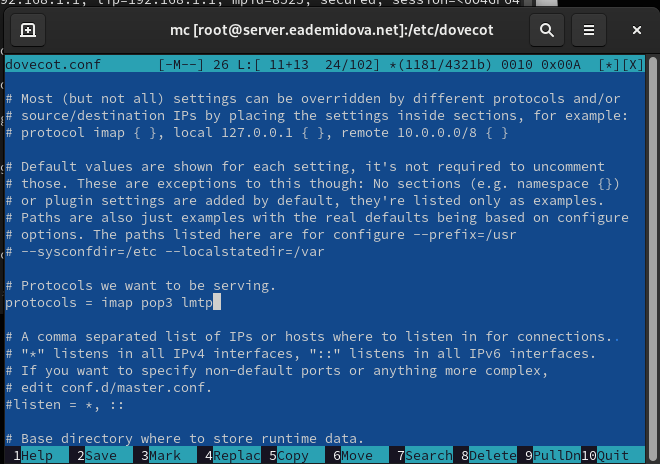 92.168.1.1, lip=192.168.1.1, mpid=8525, secured, session=<004GF04
mc [root@server.eademidova.net]:/etc/dovecot
dovecot.conf [-M--] 26 L:[ 11+13 24/102] *(1181/4321b) 0010 0x00A [*][X]
# Most (but not all) settings can be overridden by different protocols and/or
# source/destination IPs by placing the settings inside sections, for example:
# protocol imap { }, local 127.0.0.1 { }, remote 10.0.0.0/8 { }
# Default values are shown for each setting, it's not required to uncomment
# those. These are exceptions to this though: No sections (e.g. namespace {})
# or plugin settings are added by default, they're listed only as examples.
# Paths are also just examples with the real defaults being based on configure
# options. The paths listed here are for configure --prefix=/usr
# --sysconfdir=/etc --localstatedir=/var
# Protocols we want to be serving.
protocols = imap pop3 lmtp
# A comma separated list of IPs or hosts where to listen in for connections..
# "*" listens in all IPv4 interfaces, "::" listens in all IPv6 interfaces.
# If you want to specify non-default ports or anything more complex,
# edit conf.d/master.conf.
#listen = *, ::
# Base directory where to store runtime data.
1Help 2Save 3Mark 4Replac 5Copy 6Move 7Search 8Delete 9PullDn 10Quit